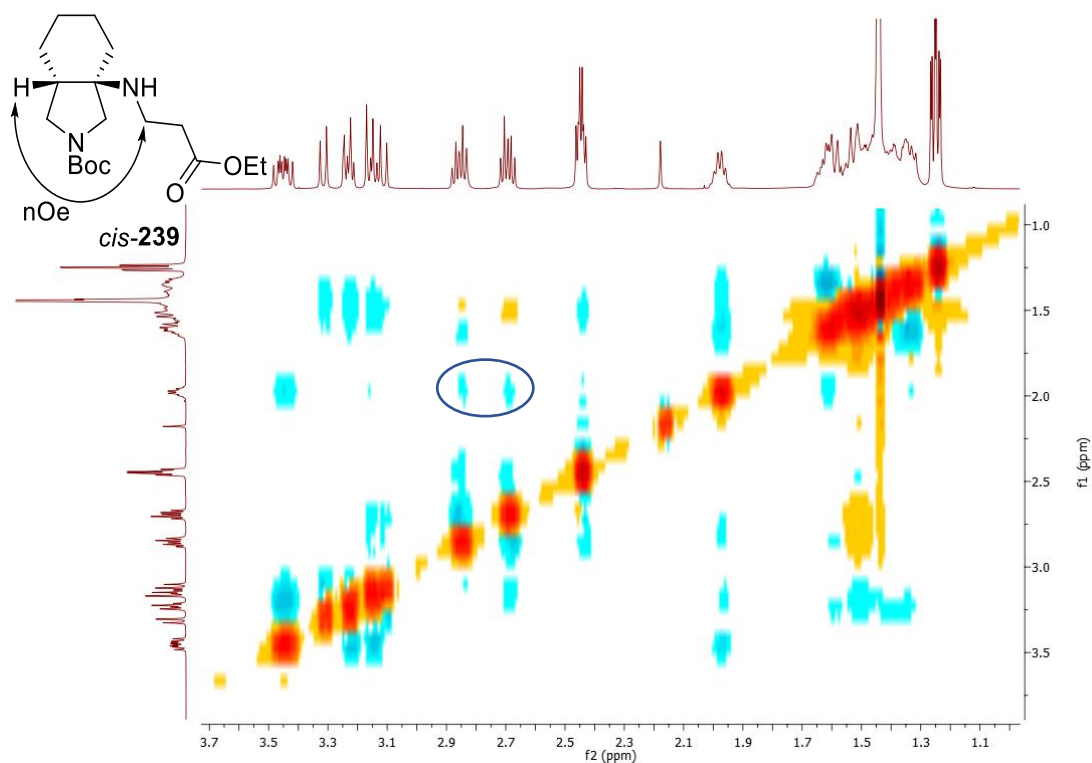 H
NH
N
Boc
O
OEt
nOe
cis-239
1.0
1.5
2.0
2.5
3.0
3.5
f1 (ppm)
3.7 3.5 3.3 3.1 2.9 2.7 2.5 2.3 2.1 1.9 1.7 1.5 1.3 1.1
f2 (ppm)